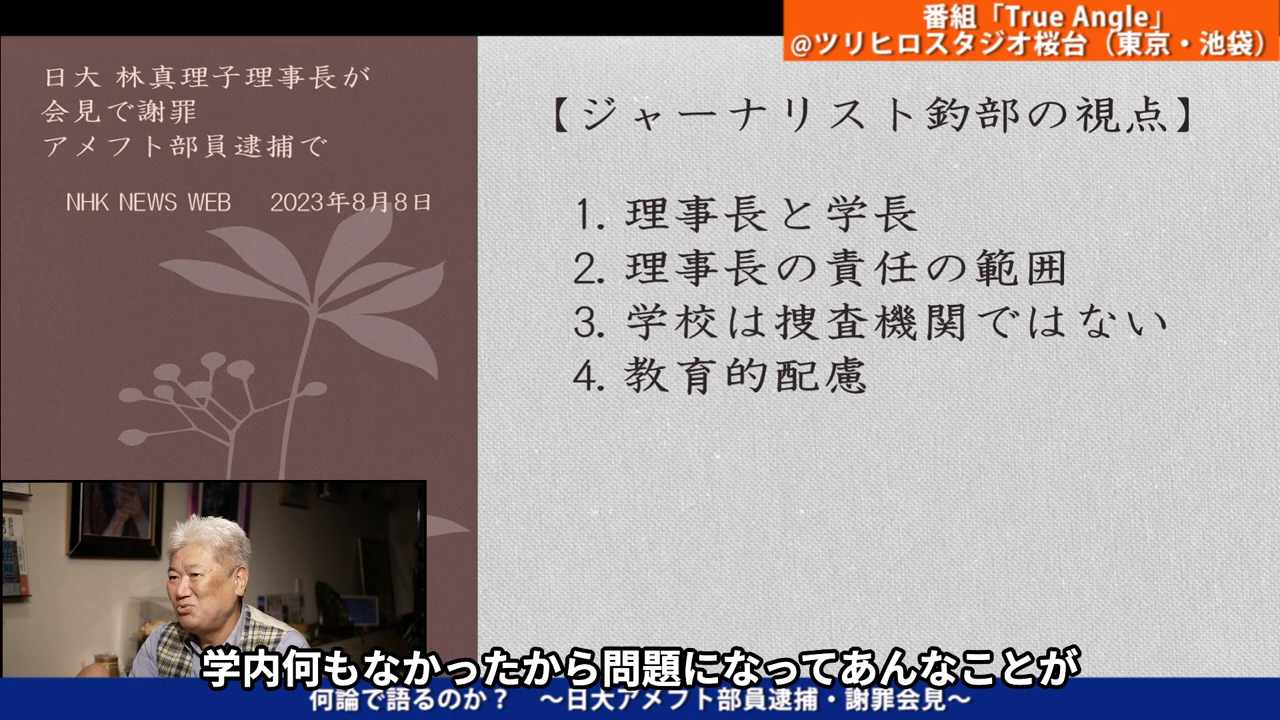 番組「True Angle」
@ツリヒロスタジオ桜台（東京・池袋）
日大 林真理子理事長が
会見で謝罪
アメフト部員逮捕で
NHK NEWS WEB 2023年8月8日
【ジャーナリスト釣部の視点】
1. 理事長と学長
2. 理事長の責任の範囲
3. 学校は捜査機関ではない
4. 教育的配慮
学内何もなかったから問題になってあんなことが
何論で語るのか？ ～日大アメフト部員逮捕・謝罪会見～